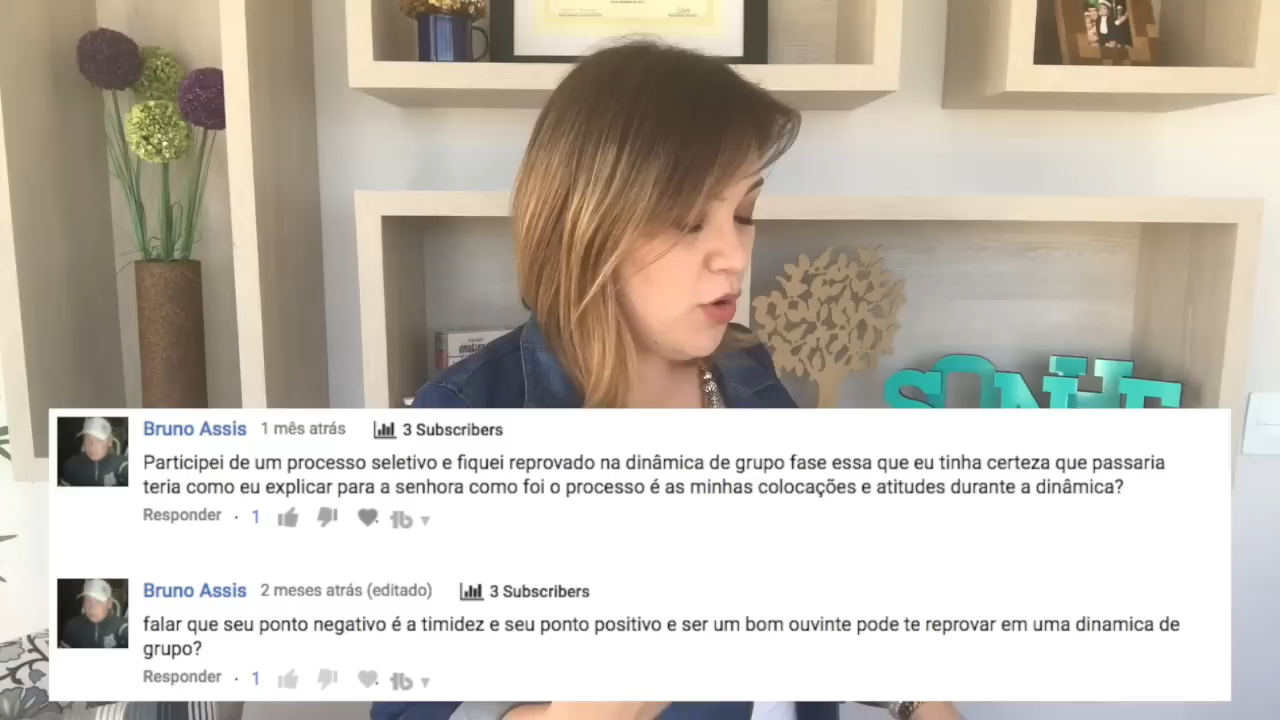 SONHE
Bruno Assis 1 mês atrás 3 Subscribers
Participei de um processo seletivo e fiquei reprovado na dinâmica de grupo fase essa que eu tinha certeza que passaria
teria como eu explicar para a senhora como foi o processo é as minhas colocações e atitudes durante a dinâmica?
Responder · 1
Bruno Assis 2 meses atrás (editado) 3 Subscribers
falar que seu ponto negativo é a timidez e seu ponto positivo e ser um bom ouvinte pode te reprovar em uma dinamica de
grupo?
Responder · 1